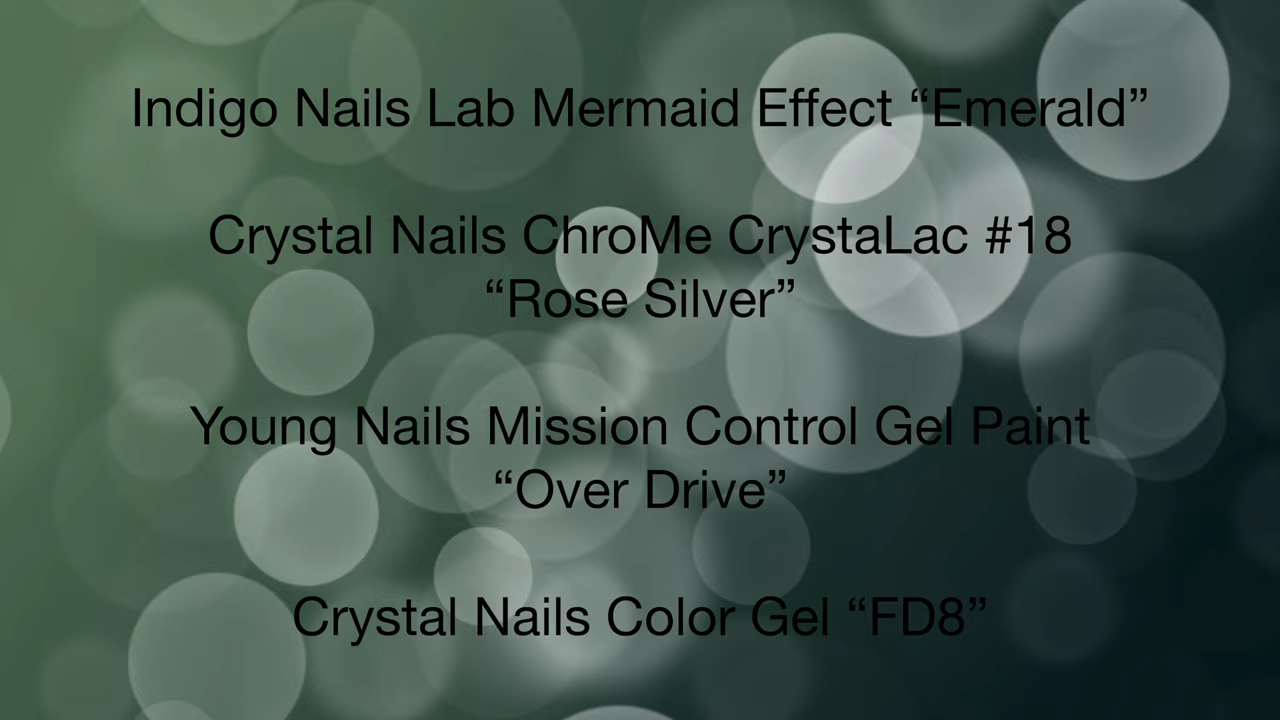 Indigo Nails Lab Mermaid Effect “Emerald”
Crystal Nails ChroMe CrystaLac #18
“Rose Silver”
Young Nails Mission Control Gel Paint
“Over Drive”
Crystal Nails Color Gel “FD8”